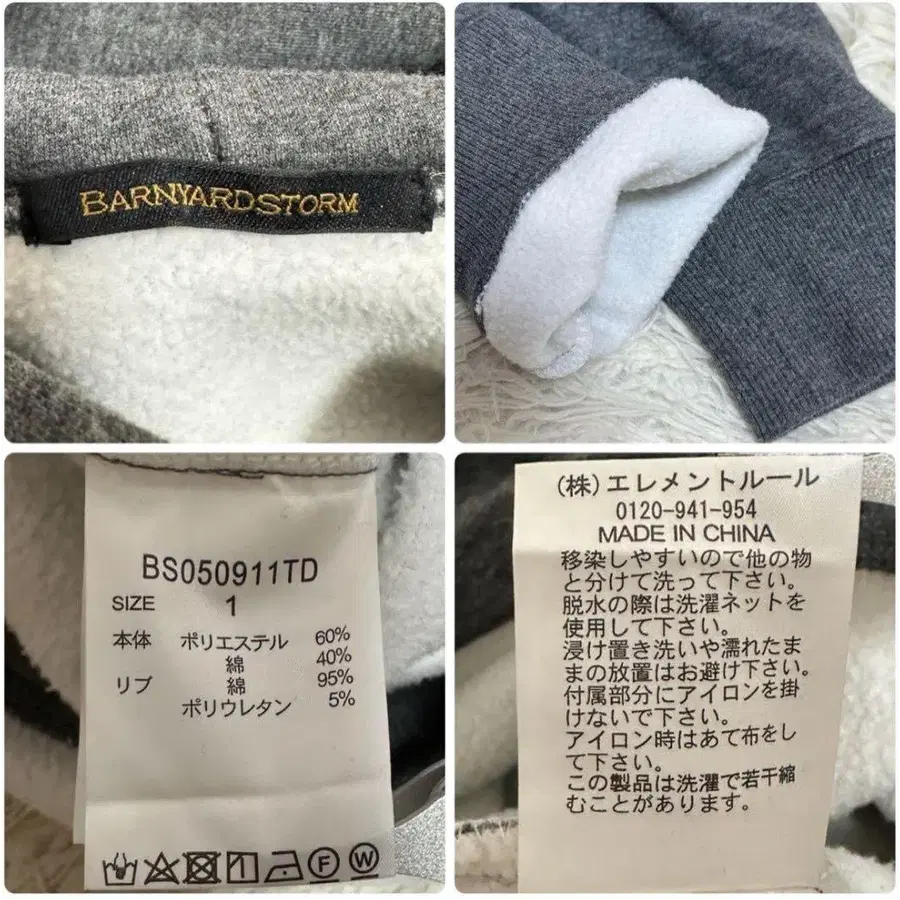 BARNYARDSTORM
BS050911TD
SIZE 1
本体 ポリエステル 60%
綿 40%
リブ 綿 95%
ポリウレタン 5%
F W
(株)エレメントルール
0120-941-954
MADE IN CHINA
移染しやすいので他の物
と分けて洗って下さい。
脱水の際は洗濯ネットを
使用して下さい。
浸け置き洗いや濡れたま
まの放置はお避け下さい。
付属部分にアイロンを掛
けないで下さい。
アイロン時はあて布をし
て下さい。
この製品は洗濯で若干縮
むことがあります。